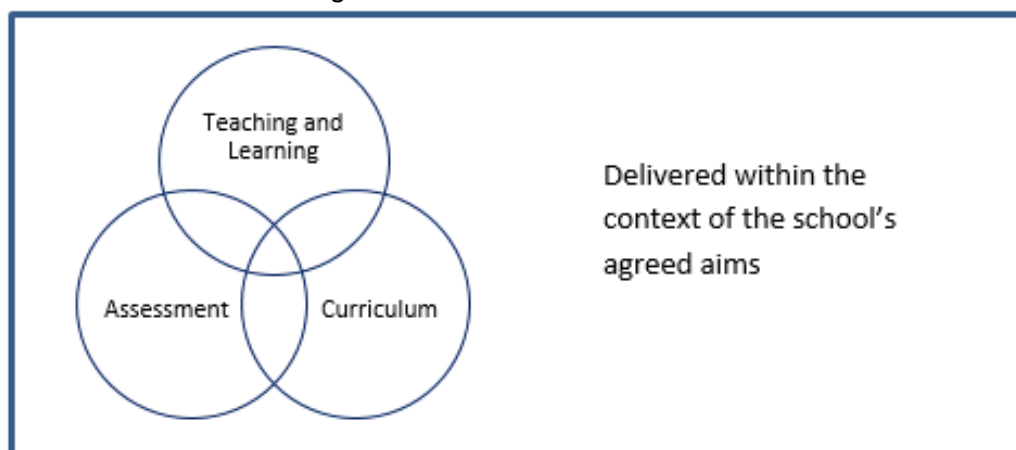 Teaching and
Learning
Assessment
Curriculum
Delivered within the
context of the school's
agreed aims